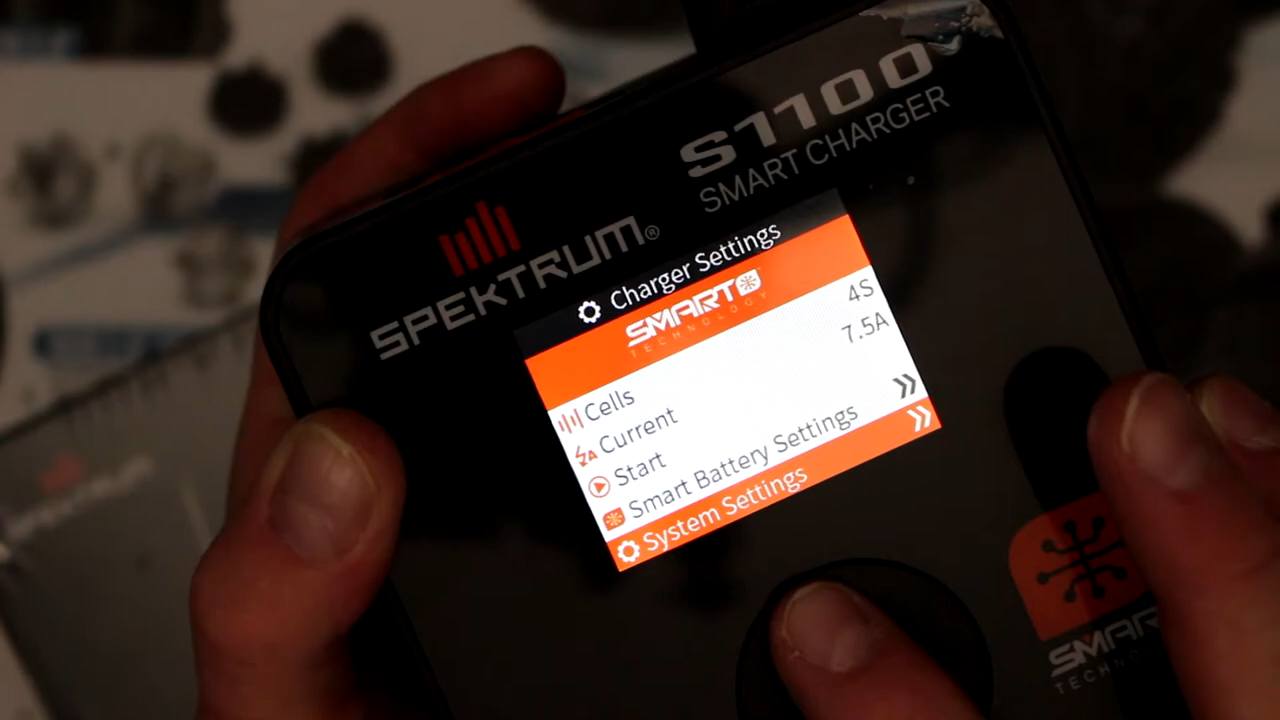 S1100
SMART CHARGER
SPEKTRUM®
Charger Settings
SMART
TECHNOLOGY
Cells 4S
Current 7.5A
Start
Smart Battery Settings
System Settings
SMART
TECHNO